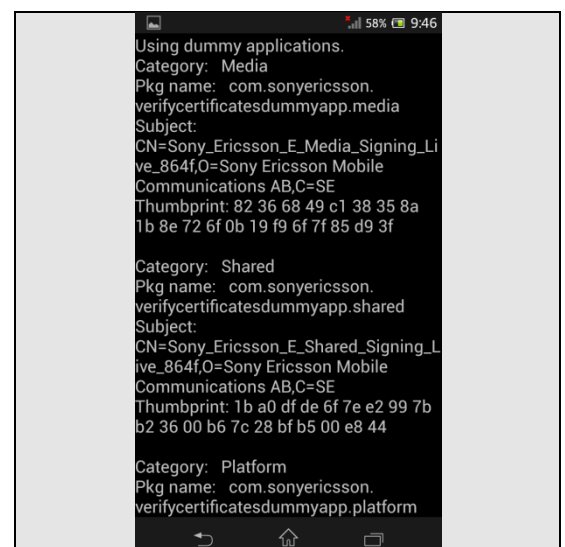 58% 9:46
Using dummy applications.
Category:   Media
Pkg name:   com.sonyericsson.
verifycertificatesdummyapp.media
Subject:
CN=Sony_Ericsson_E_Media_Signing_Li
ve_864f,O=Sony Ericsson Mobile
Communications AB,C=SE
Thumbprint: 82 36 68 49 c1 38 35 8a
1b 8e 72 6f 0b 19 f9 6f 7f 85 d9 3f
Category:   Shared
Pkg name:   com.sonyericsson.
verifycertificatesdummyapp.shared
Subject:
CN=Sony_Ericsson_E_Shared_Signing_L
ive_864f,O=Sony Ericsson Mobile
Communications AB,C=SE
Thumbprint: 1b a0 df de 6f 7e e2 99 7b
b2 36 00 b6 7c 28 bf b5 00 e8 44
Category:   Platform
Pkg name:   com.sonyericsson.
verifycertificatesdummyapp.platform